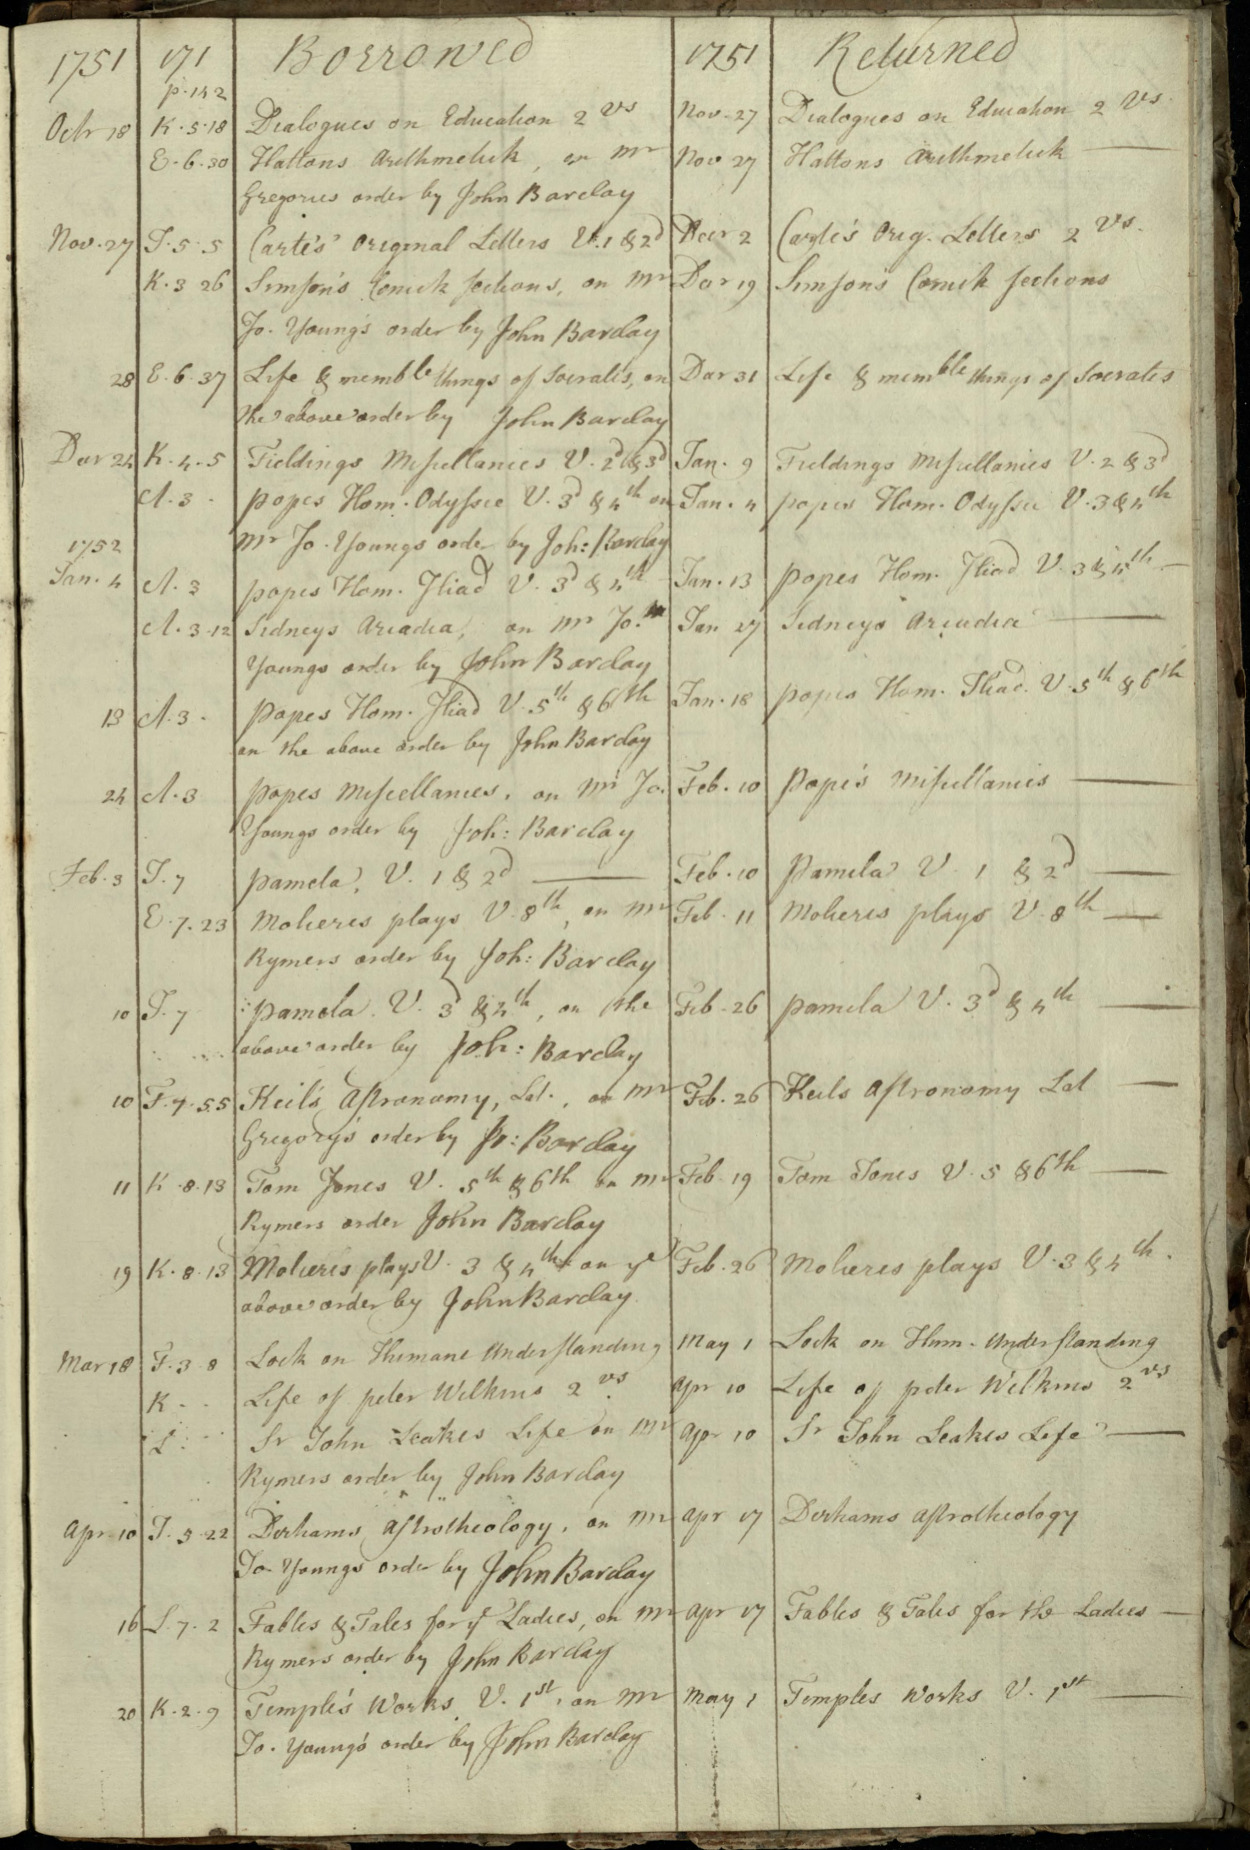 1751 171 Borrowed 1751 Returned
p. 142
Octr 18 K. 5. 18 Dialogues on Education 2 vs Nov. 27 Dialogues on Education 2 Vs.
E. 6. 30 Hattons Arithmetick, on Mr Nov 27 Hattons Arithmetick
Gregories order by John Barclay
Nov. 27 T. 5. 5 Carte's Original Letters V. 1 & 2d Decr 2 Carte's Orig. Letters 2 Vs.
K. 3 26 Simson's Conick Sections, on Mr Decr 19 Simson's Conick Sections
Jo. Young's order by John Barclay
28 E. 6. 37 Life & memble things of Socratis, on Decr 31 Life & memble things of Socratis
the above order by John Barclay
Decr 24 K. 4. 5 Fieldings Miscellanies V. 2d & 3d Jan. 9 Fieldings Miscellanies V. 2 & 3d
A. 3 . popes Hom. Odyssie V. 3d & 4th on Jan. 4 popes Hom. Odyssie V. 3 & 4th
Mr Jo. Youngs order by Joh: Barclay
1752
Jan. 4 A. 3 popes Hom. Iliad V. 3d & 4th Jan. 13 popes Hom. Iliad V. 3 & 4th
A. 3. 12 Sidneys Arcadia, on Mr Jo. Jan 27 Sidneys Arcadia
Youngs order by John Barclay
13 A. 3 . popes Hom. Iliad V. 5th & 6th Jan. 18 popes Hom. Iliad. V. 5th & 6th
on the above order by John Barclay
24 A. 3 popes Miscellanies, on Mr Jo. Feb. 10 Pope's Miscellanies
Youngs order by Joh: Barclay
Feb. 3 T. 7 pamela, V. 1 & 2d Feb. 10 Pamela V. 1 & 2d
E. 7. 23 Molieres plays V. 8th, on Mr Feb. 11 Molieres plays V. 8th
Rymers order by Joh: Barclay
10 T. 7 pamela. V. 3d & 4th, on the Feb. 26 pamela V. 3d & 4th
above order by Joh: Barclay
10 F. 7. 55 Keil's Astronomy, Lat., on Mr Feb. 26 Keils Astronomy Lat
Gregory's order by Jo: Barclay
11 K. 8. 13 Tom Jones V. 5th & 6th on Mr Feb. 19 Tom Jones V. 5 & 6th
Rymers order John Barclay
19 K. 8. 13 Molieres plays V. 3 & 4th on ye Feb. 26 Molieres plays V. 3 & 4th.
above order by John Barclay
Mar 18 F. 3. 8 Lock on Humane Understanding May 1 Lock on Hum. Understanding
K . . Life of peter Wilkins 2 vs. Apr 10 Life of peter Wilkins 2 vs
L . Sr John Leakes Life on Mr Apr 10 Sr John Leakes Life
Rymers order by John Barclay
Apr 10 T. 5. 22 Derhams Astrotheology, on Mr Apr 17 Derhams Astrotheology
Jo. Youngs order by John Barclay
16 L. 7. 2 Fables & Tales for ye Ladies, on Mr Apr 17 Fables & Tales for the Ladies
Rymers order by John Barclay
20 K. 2. 9 Temple's Works V. 1st, on Mr May 1 Temples Works V. 1st
Jo. Young's order by John Barclay